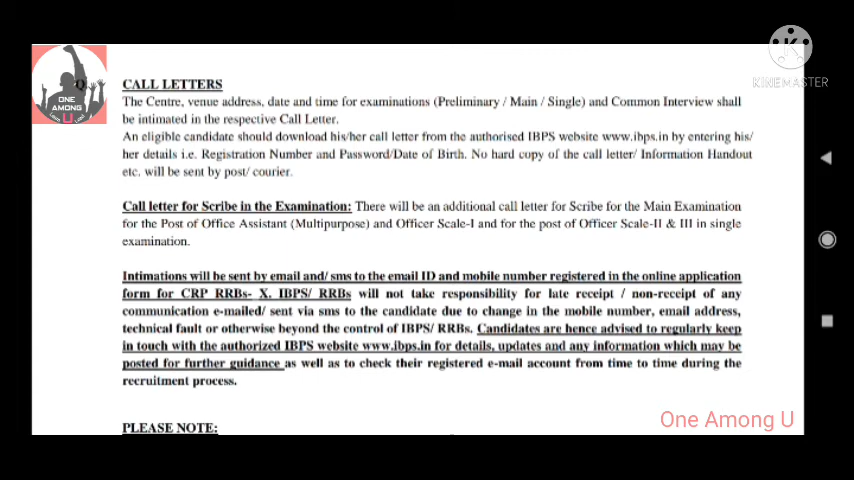 Q
ONE
AMONG
U
KINEMASTER
CALL LETTERS
The Centre, venue address, date and time for examinations (Preliminary / Main / Single) and Common Interview shall
be intimated in the respective Call Letter.
An eligible candidate should download his/her call letter from the authorised IBPS website www.ibps.in by entering his/
her details i.e. Registration Number and Password/Date of Birth. No hard copy of the call letter/ Information Handout
etc. will be sent by post/ courier.
Call letter for Scribe in the Examination: There will be an additional call letter for Scribe for the Main Examination
for the Post of Office Assistant (Multipurpose) and Officer Scale-I and for the post of Officer Scale-II & III in single
examination.
Intimations will be sent by email and/ sms to the email ID and mobile number registered in the online application
form for CRP RRBs- X. IBPS/ RRBs will not take responsibility for late receipt / non-receipt of any
communication e-mailed/ sent via sms to the candidate due to change in the mobile number, email address,
technical fault or otherwise beyond the control of IBPS/ RRBs. Candidates are hence advised to regularly keep
in touch with the authorized IBPS website www.ibps.in for details, updates and any information which may be
posted for further guidance as well as to check their registered e-mail account from time to time during the
recruitment process.
One Among U
PLEASE NOTE: